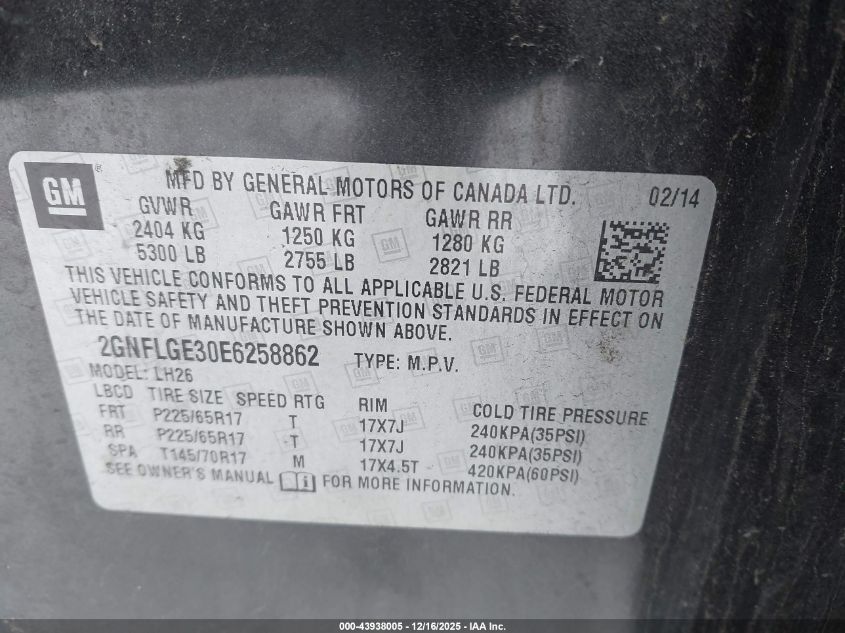 GM ®
MFD BY GENERAL MOTORS OF CANADA LTD. 02/14
GVWR GAWR FRT GAWR RR
2404 KG 1250 KG 1280 KG
5300 LB 2755 LB 2821 LB
THIS VEHICLE CONFORMS TO ALL APPLICABLE U.S. FEDERAL MOTOR
VEHICLE SAFETY AND THEFT PREVENTION STANDARDS IN EFFECT ON
THE DATE OF MANUFACTURE SHOWN ABOVE.
2GNFLGE30E6258862 TYPE: M.P.V.
MODEL: LH26
LBCD TIRE SIZE SPEED RTG RIM COLD TIRE PRESSURE
FRT P225/65R17 T 17X7J 240KPA(35PSI)
RR P225/65R17 T 17X7J 240KPA(35PSI)
SPA T145/70R17 M 17X4.5T 420KPA(60PSI)
SEE OWNER'S MANUAL FOR MORE INFORMATION.
000-43938005 - 12/16/2025 - IAA Inc.